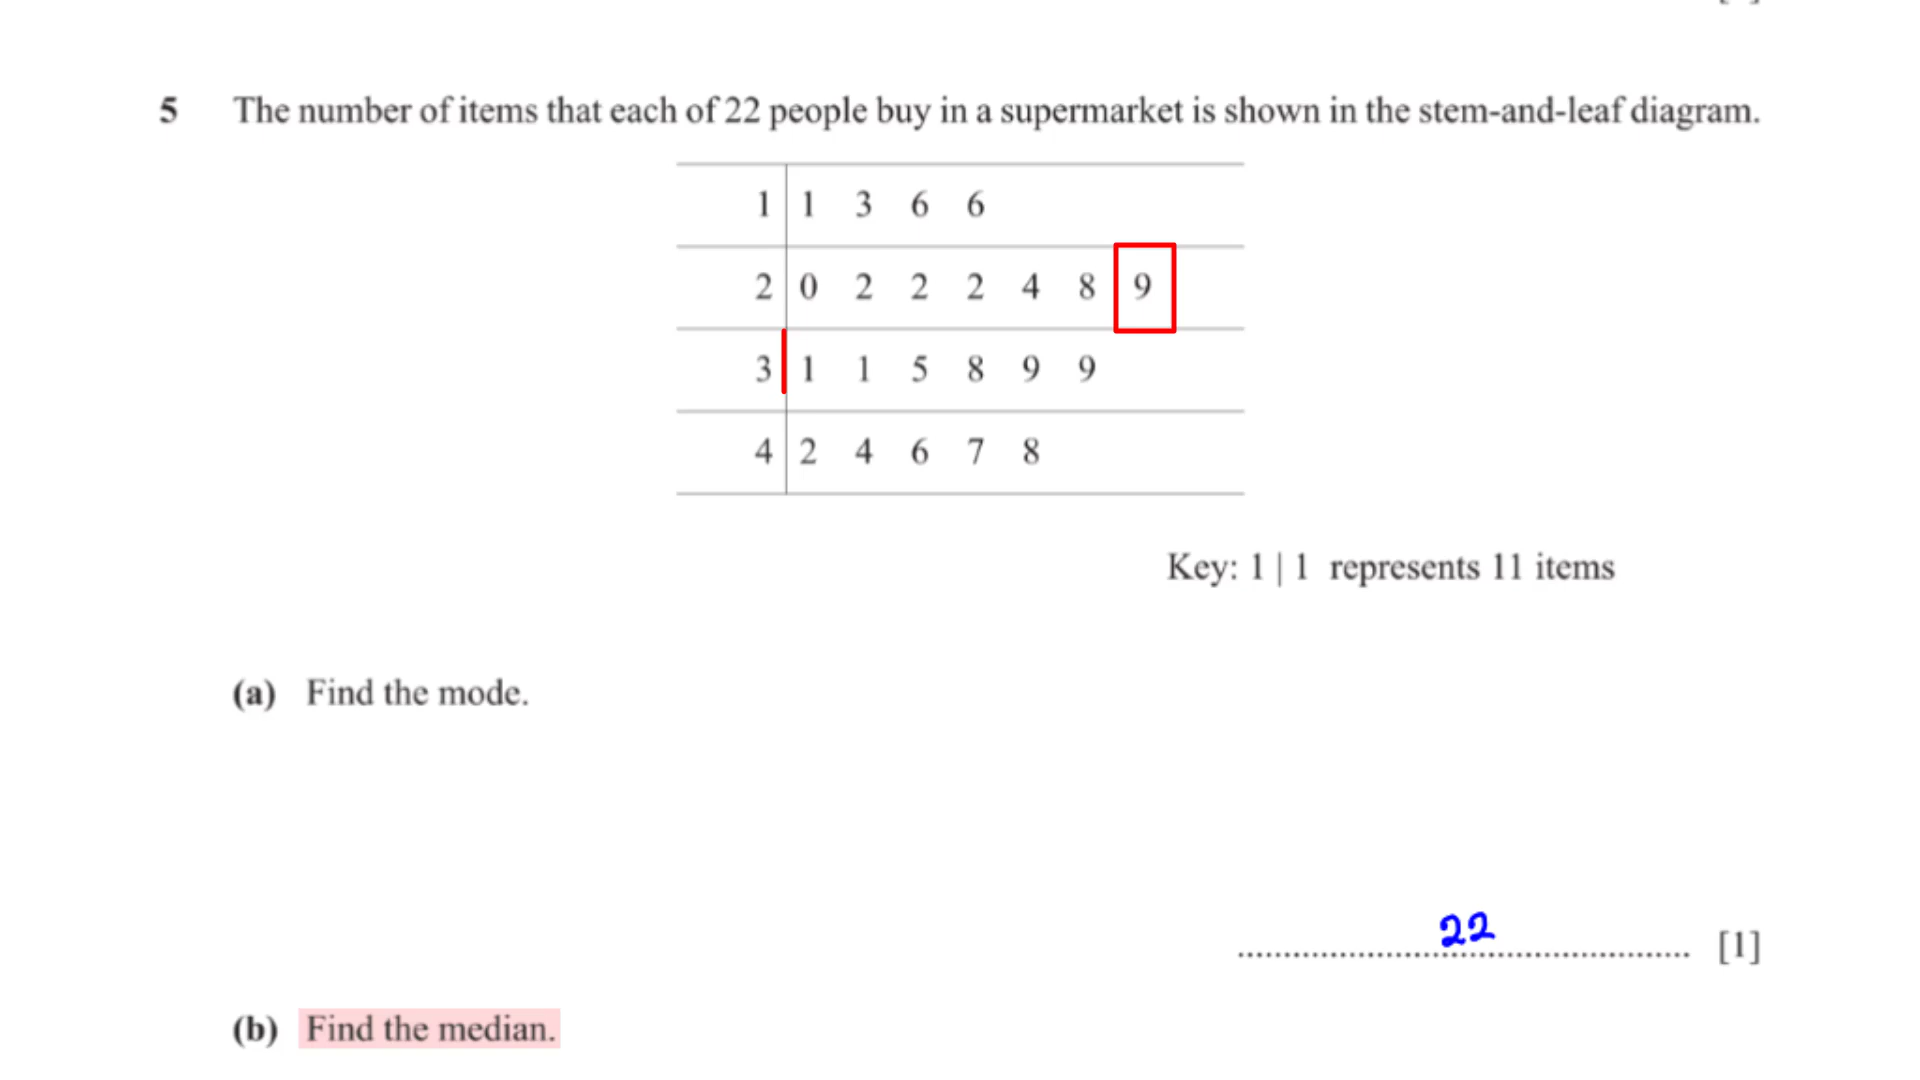 5 The number of items that each of 22 people buy in a supermarket is shown in the stem-and-leaf diagram.
1 | 1 3 6 6
2 | 0 2 2 2 4 8 9
3 | 1 1 5 8 9 9
4 | 2 4 6 7 8
Key: 1 | 1 represents 11 items
(a) Find the mode.
22
.................................................. [1]
(b) Find the median.